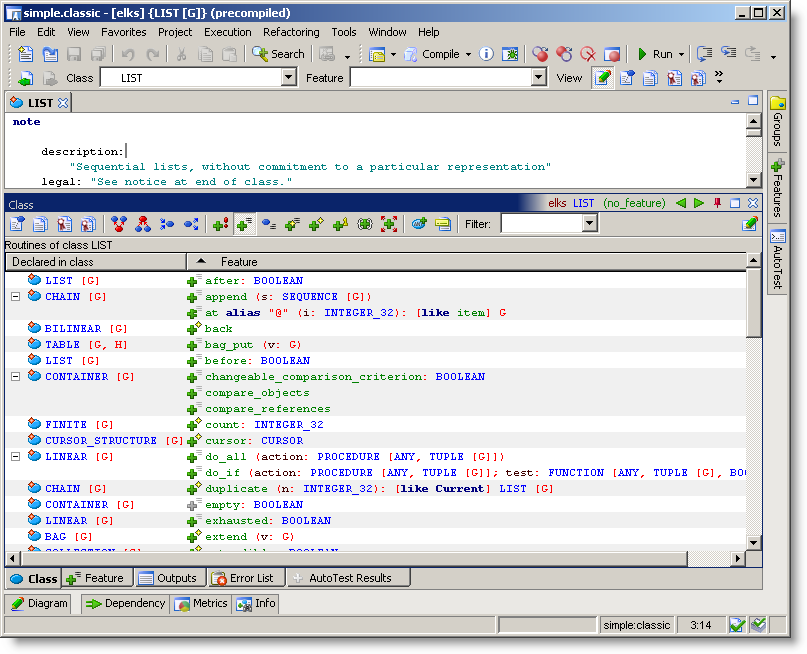 simple.classic - [elks] {LIST [G]} (precompiled)
File Edit View Favorites Project Execution Refactoring Tools Window Help
Search Compile Run
Class LIST Feature View
LIST
note
description:
"Sequential lists, without commitment to a particular representation"
legal: "See notice at end of class."
Groups
Features
AutoTest
Class elks LIST (no_feature)
Filter:
Routines of class LIST
Declared in class Feature
LIST [G] after: BOOLEAN
CHAIN [G] append (s: SEQUENCE [G])
at alias "@" (i: INTEGER_32): [like item] G
BILINEAR [G] back
TABLE [G, H] bag_put (v: G)
LIST [G] before: BOOLEAN
CONTAINER [G] changeable_comparison_criterion: BOOLEAN
compare_objects
compare_references
FINITE [G] count: INTEGER_32
CURSOR_STRUCTURE [G] cursor: CURSOR
LINEAR [G] do_all (action: PROCEDURE [ANY, TUPLE [G]])
do_if (action: PROCEDURE [ANY, TUPLE [G]]; test: FUNCTION [ANY, TUPLE [G], BOO
CHAIN [G] duplicate (n: INTEGER_32): [like Current] LIST [G]
CONTAINER [G] empty: BOOLEAN
LINEAR [G] exhausted: BOOLEAN
BAG [G] extend (v: G)
Class Feature Outputs Error List AutoTest Results
Diagram Dependency Metrics Info
simple:classic 3:14